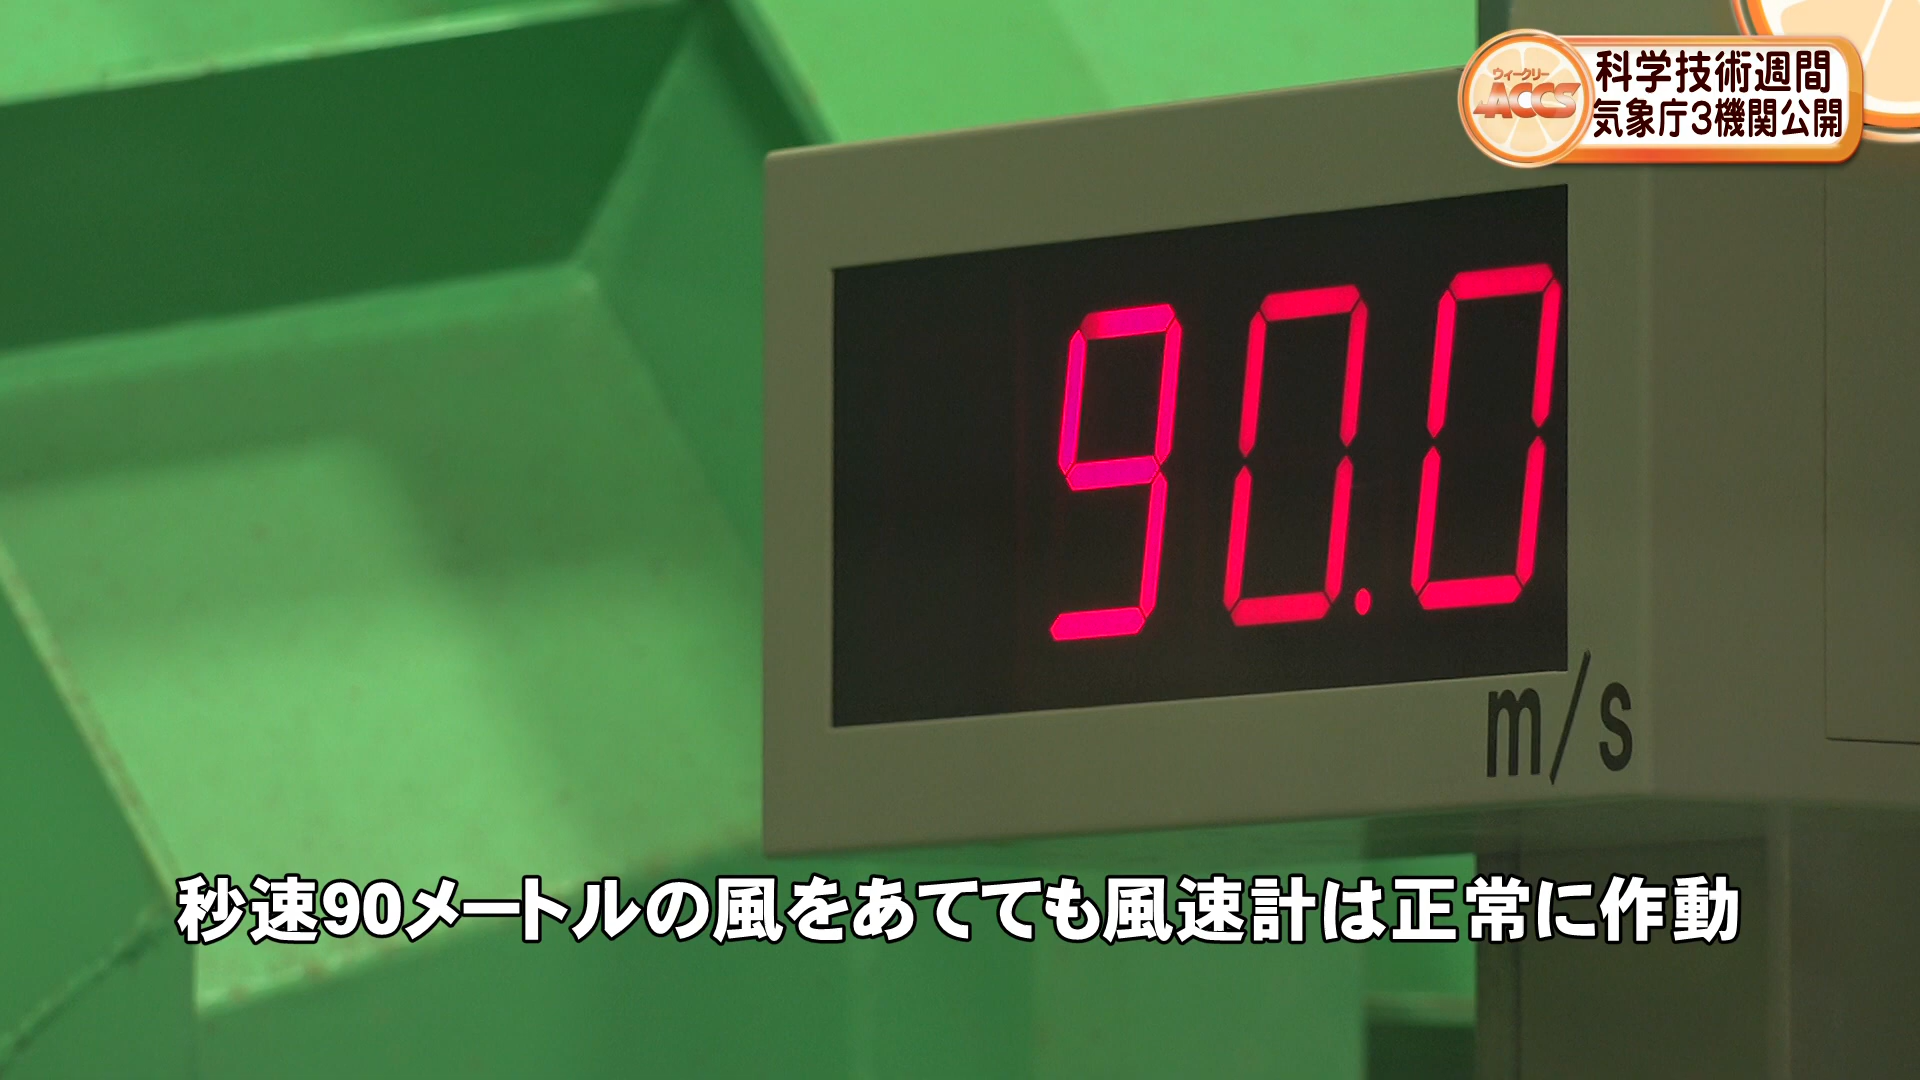 ウィークリー
ACCS
科学技術週間
気象庁3機関公開
90.0
m/s
秒速90メートルの風をあてても風速計は正常に作動